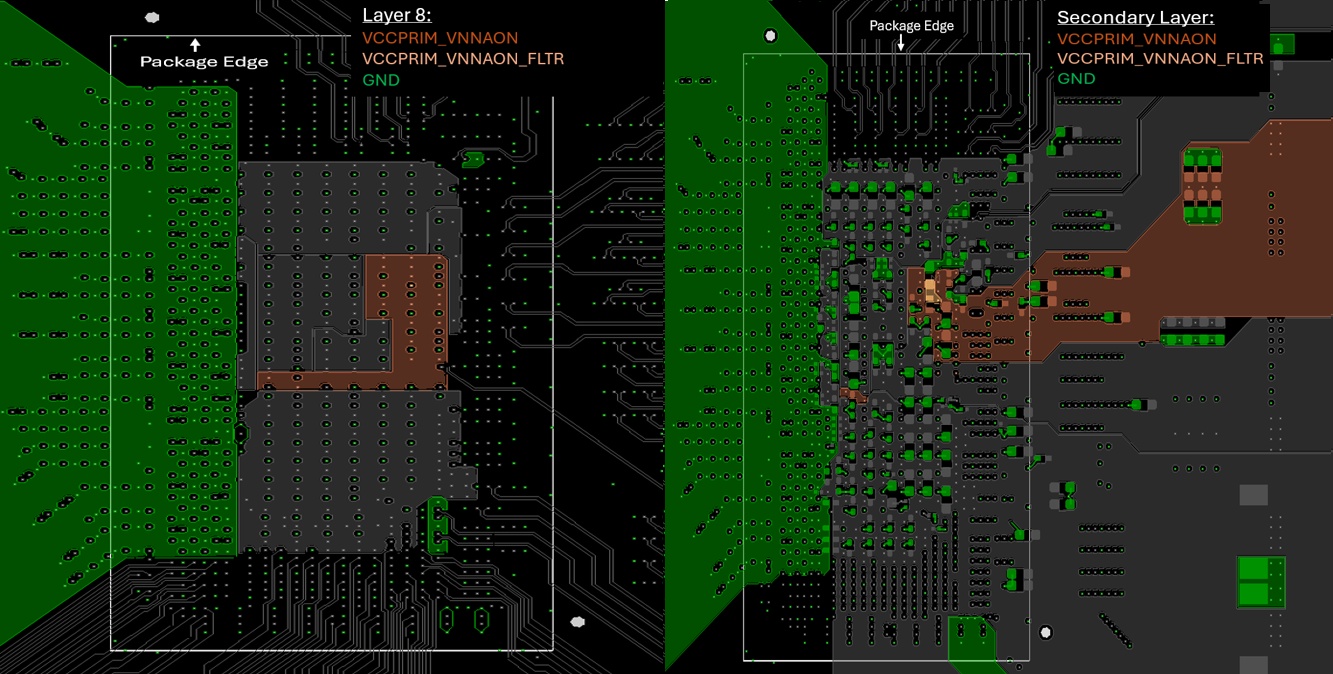 Layer 8:
VCCPRIM_VNNAON
VCCPRIM_VNNAON_FLTR
GND
Package Edge
Secondary Layer:
VCCPRIM_VNNAON
VCCPRIM_VNNAON_FLTR
GND
Package Edge